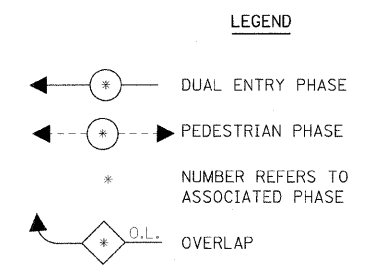 LEGEND
* DUAL ENTRY PHASE
* PEDESTRIAN PHASE
* NUMBER REFERS TO
ASSOCIATED PHASE
* O.L. OVERLAP